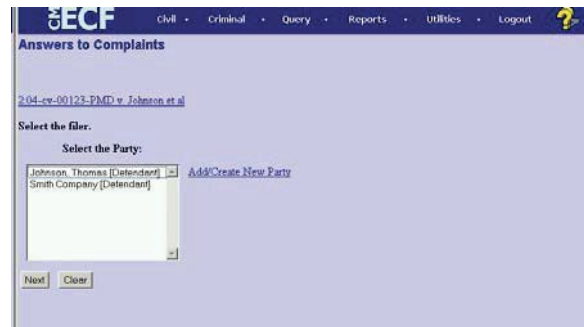 CM ECF Civil • Criminal • Query • Reports • Utilities • Logout ?
Answers to Complaints
2:04-cv-00123-PMD v. Johnson et al
Select the filer.
Select the Party:
Johnson, Thomas [Defendant] Add/Create New Party
Smith Company [Defendant]
Next Clear